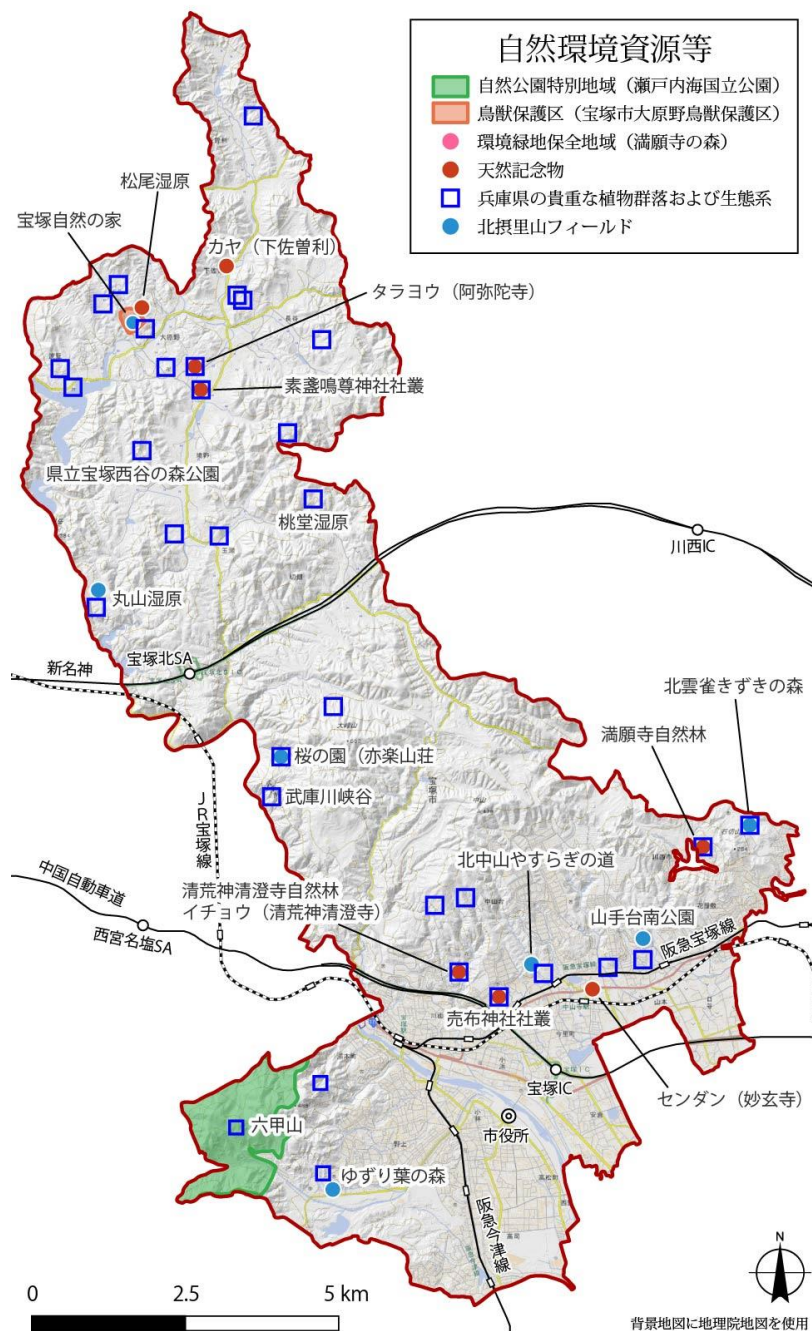 自然環境資源等
自然公園特別地域（瀬戸内海国立公園）
鳥獣保護区（宝塚市大原野鳥獣保護区）
環境緑地保全地域（満願寺の森）
天然記念物
兵庫県の貴重な植物群落および生態系
北摂里山フィールド
松尾湿原
宝塚自然の家
カヤ（下佐曽利）
タラヨウ（阿弥陀寺）
長谷
大原野
素盞嗚尊神社社叢
県立宝塚西谷の森公園
桃堂湿原
川西IC
玉瀬
切畑
丸山湿原
宝塚北SA
新名神
北雲雀きずきの森
満願寺自然林
桜の園（亦楽山荘
武庫川峡谷
宝塚市
JR宝塚線
中国自動車道
北中山やすらぎの道
清荒神清澄寺自然林
イチョウ（清荒神清澄寺）
西宮名塩SA
山手台南公園
阪急宝塚線
売布神社社叢
宝塚IC
センダン（妙玄寺）
六甲山
市役所
ゆずり葉の森
阪急今津線
N
0
2.5
5 km
背景地図に地理院地図を使用